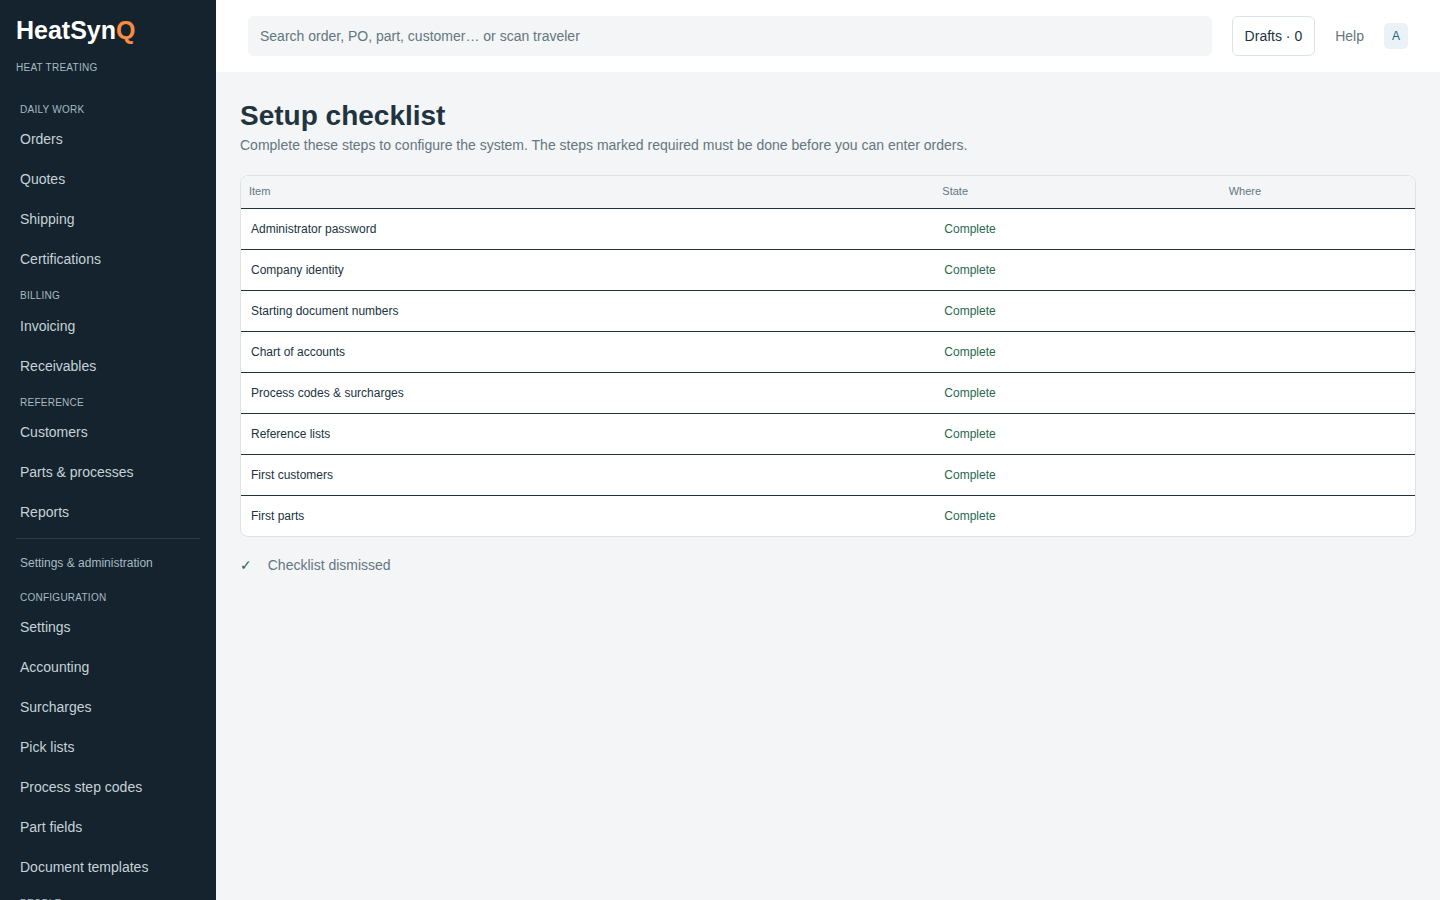 HeatSynQ
HEAT TREATING
DAILY WORK
Orders
Quotes
Shipping
Certifications
BILLING
Invoicing
Receivables
REFERENCE
Customers
Parts & processes
Reports
Settings & administration
CONFIGURATION
Settings
Accounting
Surcharges
Pick lists
Process step codes
Part fields
Document templates
Search order, PO, part, customer… or scan traveler
Drafts · 0
Help
A
Setup checklist
Complete these steps to configure the system. The steps marked required must be done before you can enter orders.
Item State Where
Administrator password Complete
Company identity Complete
Starting document numbers Complete
Chart of accounts Complete
Process codes & surcharges Complete
Reference lists Complete
First customers Complete
First parts Complete
✓ Checklist dismissed